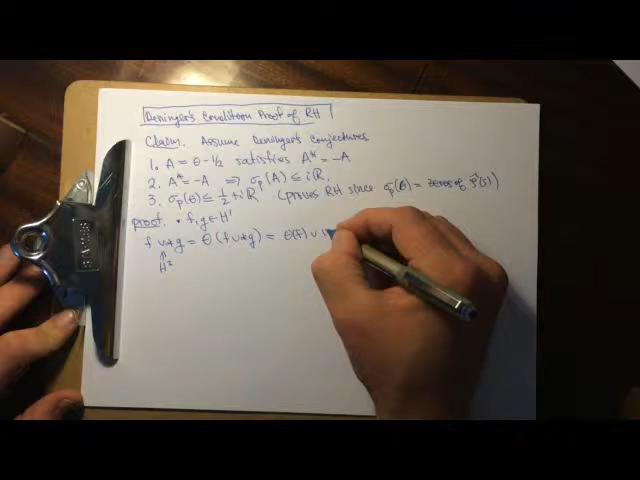 Deninger's Condition Proof of RH
Claim. Assume Deninger's Conjectures
1. A = θ - 1/2 satisfies A* = -A
2. A* = -A ⟹ σp(A) ⊆ iℝ.
3. σp(θ) ⊆ 1/2 + iℝ (proves RH since σp(θ) = zeros of ζ̂(s))
proof. • f, g ∈ H¹
f ∪ *g = θ(f ∪ *g) = θ(f) ∪
↑
H²